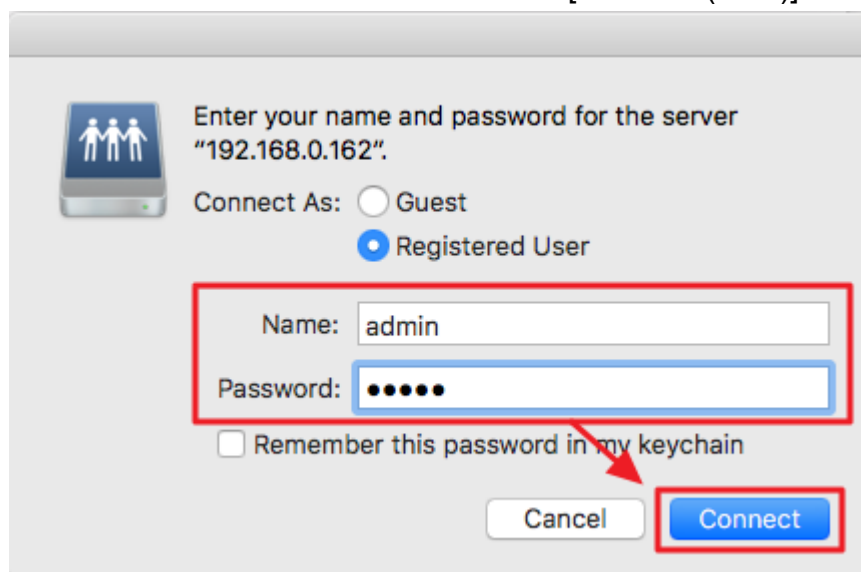 Enter your name and password for the server
“192.168.0.162”.
Connect As: Guest
Registered User
Name: admin
Password: •••••
Remember this password in my keychain
Cancel Connect